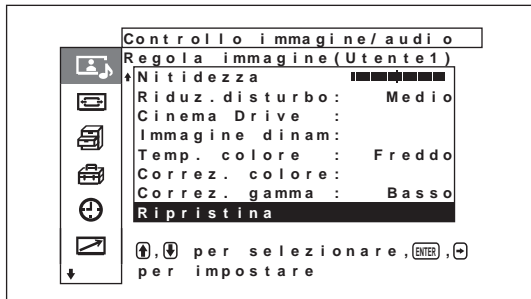 Controllo immagine/audio
Regola immagine(Utente1)
Nitidezza
Riduz.disturbo: Medio
Cinema Drive :
Immagine dinam:
Temp. colore : Freddo
Correz. colore:
Correz. gamma : Basso
Ripristina
, per selezionare, ENTER ,
per impostare